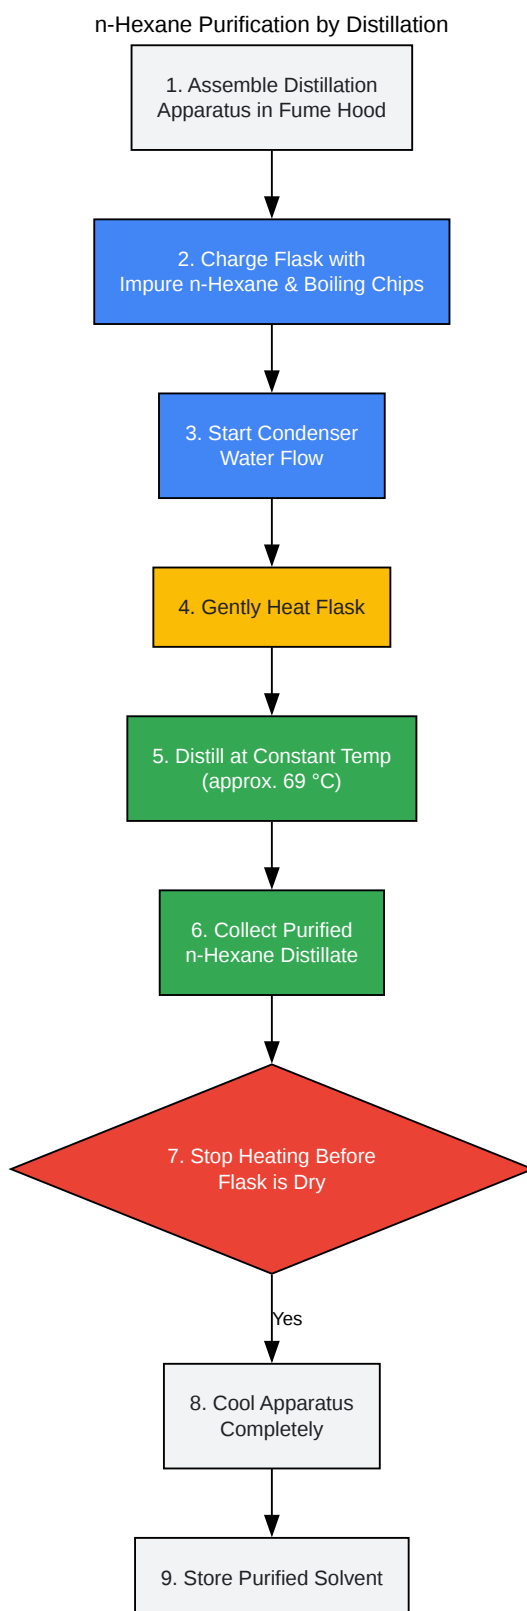 n-Hexane Purification by Distillation
1. Assemble Distillation
Apparatus in Fume Hood
2. Charge Flask with
Impure n-Hexane & Boiling Chips
3. Start Condenser
Water Flow
4. Gently Heat Flask
5. Distill at Constant Temp
(approx. 69 °C)
6. Collect Purified
n-Hexane Distillate
7. Stop Heating Before
Flask is Dry
Yes
8. Cool Apparatus
Completely
9. Store Purified Solvent